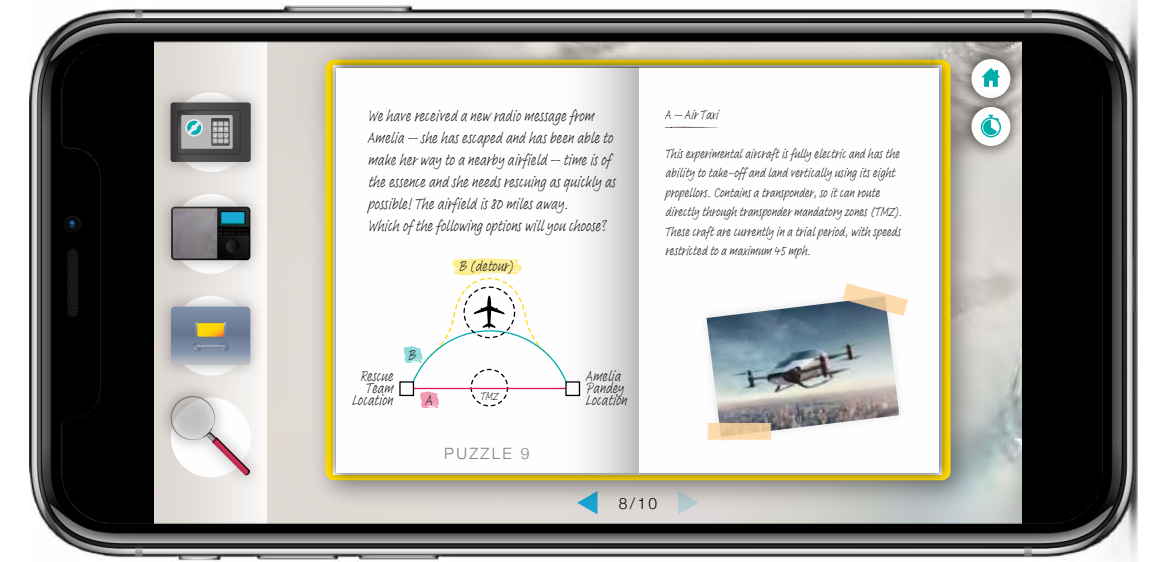 We have received a new radio message from
Amelia – she has escaped and has been able to
make her way to a nearby airfield – time is of
the essence and she needs rescuing as quickly as
possible! The airfield is 80 miles away.
Which of the following options will you choose?
B (detour)
B
Rescue
Team
Location
A
TMZ
Amelia
Pandey
Location
PUZZLE 9
A – Air Taxi
This experimental aircraft is fully electric and has the
ability to take-off and land vertically using its eight
propellors. Contains a transponder, so it can route
directly through transponder mandatory zones (TMZ).
These craft are currently in a trial period, with speeds
restricted to a maximum 45 mph.
8/10